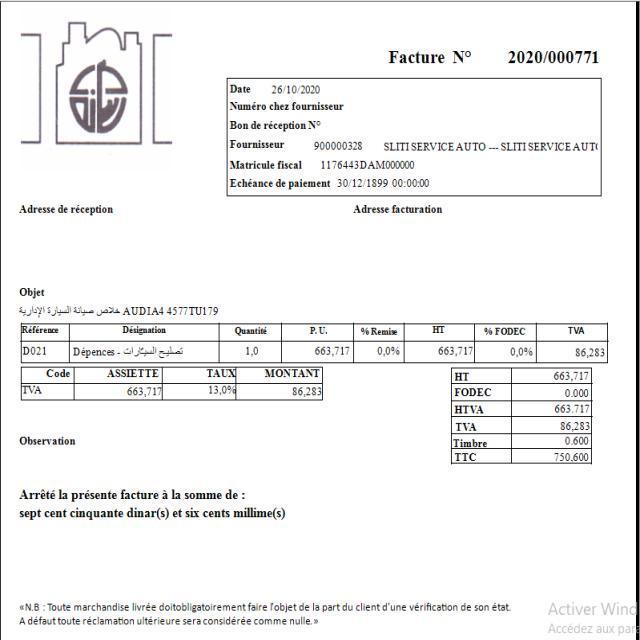 Facture N° 2020/000771
Date 26/10/2020
Numéro chez fournisseur
Bon de réception N°
Fournisseur 900000328 SLITI SERVICE AUTO --- SLITI SERVICE AUTO
Matricule fiscal 1176443DAM000000
Echéance de paiement 30/12/1899 00:00:00
Adresse de réception Adresse facturation
Objet
خلاص صيانة السيارة الإدارية AUDIA4 4577TU179
Référence Désignation Quantité P. U. % Remise HT % FODEC TVA
D021 Dépences - تصليح السيارات 1,0 663,717 0,0% 663,717 0,0% 86,283
Code ASSIETTE TAUX MONTANT
TVA 663,717 13,0% 86,283
HT 663,717
FODEC 0.000
HTVA 663.717
TVA 86,283
Timbre 0.600
TTC 750.600
Observation
Arrêté la présente facture à la somme de :
sept cent cinquante dinar(s) et six cents millime(s)
«N.B : Toute marchandise livrée doitobligatoirement faire l'objet de la part du client d'une vérification de son état.
A défaut toute réclamation ultérieure sera considérée comme nulle.»
Activer Wind
Accédez aux par